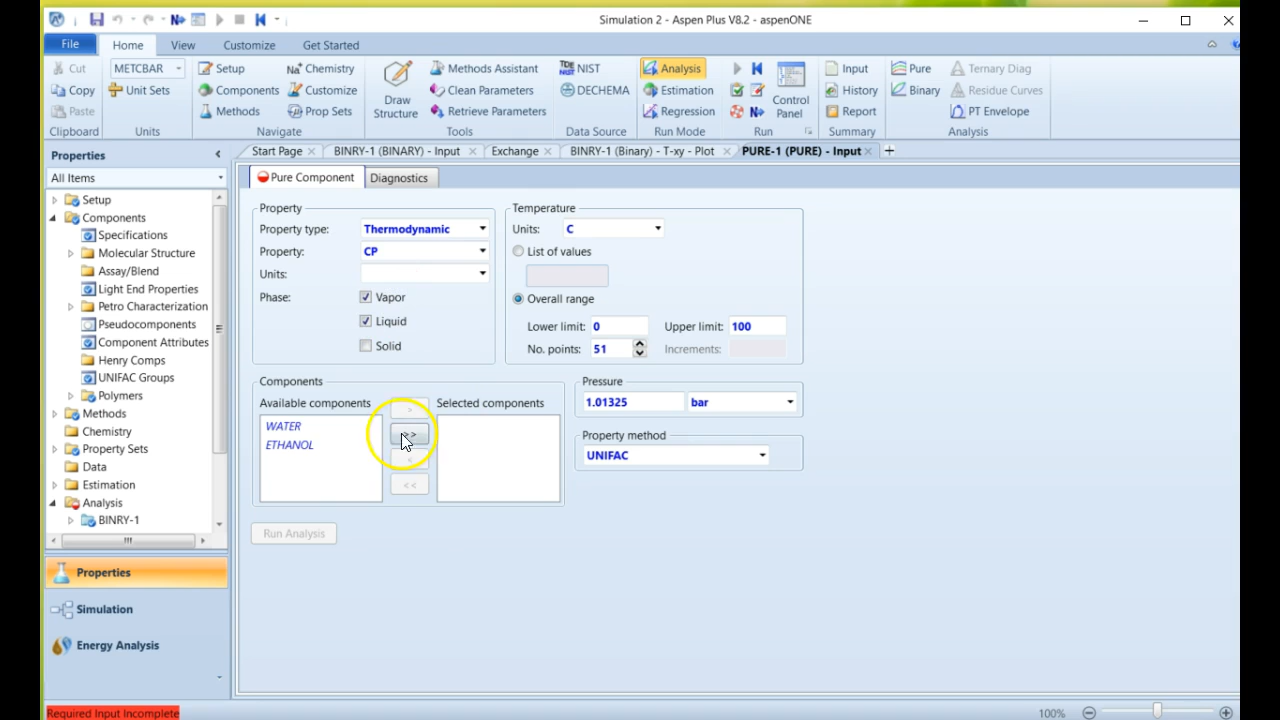 Simulation 2 - Aspen Plus V8.2 - aspenONE
File Home View Customize Get Started
Cut METCBAR Setup Na⁺ Chemistry Methods Assistant NIST Analysis Input Pure Ternary Diag
Copy Unit Sets Components Customize Draw Structure Clean Parameters DECHEMA Estimation Control Panel History Binary Residue Curves
Paste Methods Prop Sets Retrieve Parameters Regression Report PT Envelope
Clipboard Units Navigate Tools Data Source Run Mode Run Summary Analysis
Properties
Start Page BINRY-1 (BINARY) - Input Exchange BINRY-1 (Binary) - T-xy - Plot PURE-1 (PURE) - Input
All Items
Setup
Components
Specifications
Molecular Structure
Assay/Blend
Light End Properties
Petro Characterization
Pseudocomponents
Component Attributes
Henry Comps
UNIFAC Groups
Polymers
Methods
Chemistry
Property Sets
Data
Estimation
Analysis
BINRY-1
Properties
Simulation
Energy Analysis
Pure Component Diagnostics
Property
Property type: Thermodynamic
Property: CP
Units:
Phase: Vapor
Liquid
Solid
Temperature
Units: C
List of values
Overall range
Lower limit: 0 Upper limit: 100
No. points: 51 Increments:
Components
Available components Selected components
WATER
ETHANOL
>
>>
<
<<
Pressure
1.01325 bar
Property method
UNIFAC
Run Analysis
Required Input Incomplete
100%